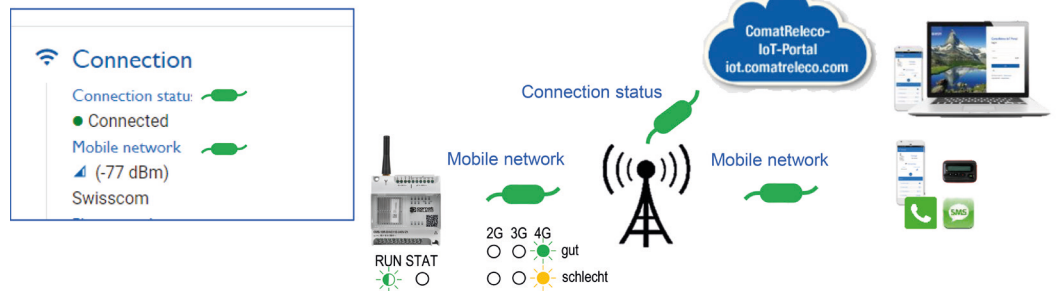 Connection
Connection statu:
Connected
Mobile network
(-77 dBm)
Swisscom
ComatReleco-
IoT-Portal
iot.comatreleco.com
Connection status
Mobile network
Mobile network
2G 3G 4G
gut
schlecht
RUN STAT
SMS